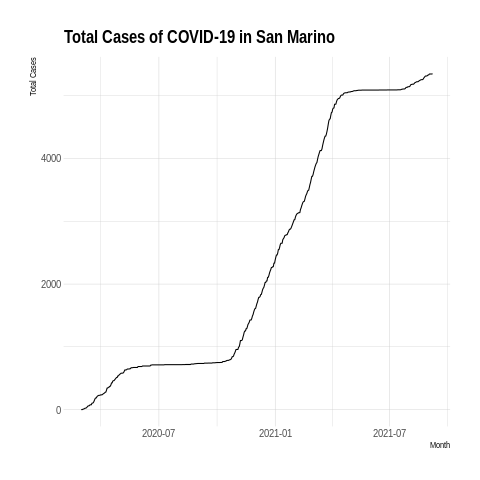 Total Cases of COVID-19 in San Marino
Total Cases
4000
2000
0
2020-07
2021-01
2021-07
Month